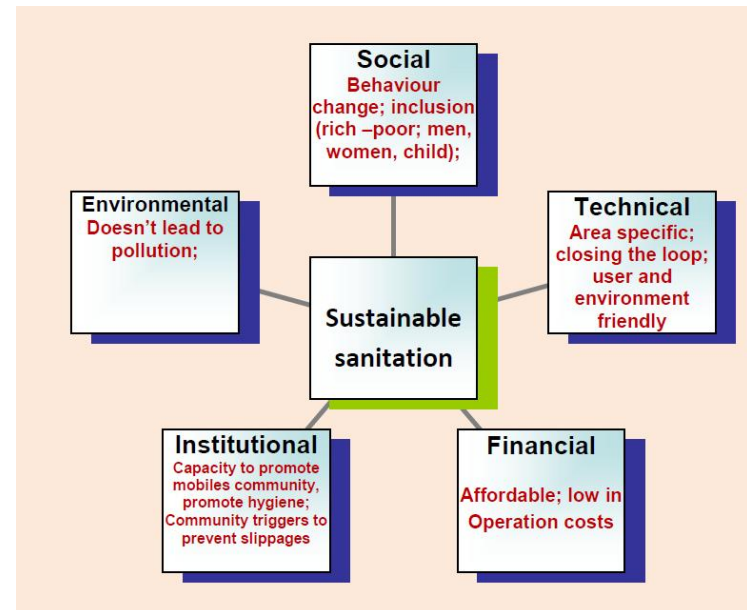 Social
Behaviour
change; inclusion
(rich –poor; men,
women, child);
Environmental
Doesn't lead to
pollution;
Technical
Area specific;
closing the loop;
user and
environment
friendly
Sustainable
sanitation
Institutional
Capacity to promote
mobiles community,
promote hygiene;
Community triggers to
prevent slippages
Financial
Affordable; low in
Operation costs